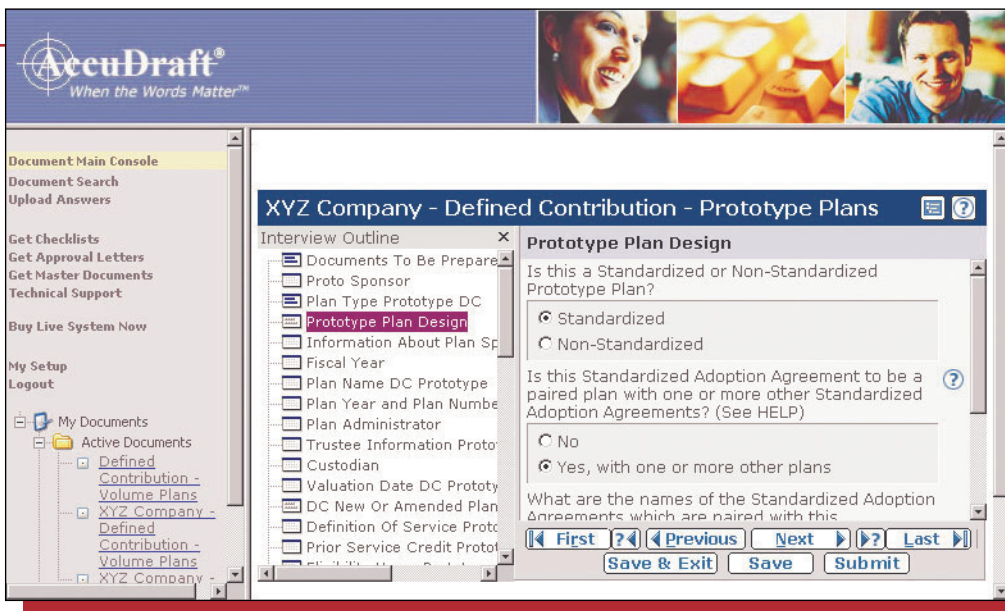 AccuDraft®
When the Words Matter™
Document Main Console
Document Search
Upload Answers
Get Checklists
Get Approval Letters
Get Master Documents
Technical Support
Buy Live System Now
My Setup
Logout
My Documents
Active Documents
Defined
Contribution -
Volume Plans
XYZ Company -
Defined
Contribution -
Volume Plans
XYZ Company -
XYZ Company - Defined Contribution - Prototype Plans
Interview Outline
Documents To Be Prepare
Proto Sponsor
Plan Type Prototype DC
Prototype Plan Design
Information About Plan Sp
Fiscal Year
Plan Name DC Prototype
Plan Year and Plan Numbe
Plan Administrator
Trustee Information Proto
Custodian
Valuation Date DC Prototy
DC New Or Amended Plan
Definition Of Service Proto
Prior Service Credit Protot
Prototype Plan Design
Is this a Standardized or Non-Standardized
Prototype Plan?
Standardized
Non-Standardized
Is this Standardized Adoption Agreement to be a
paired plan with one or more other Standardized
Adoption Agreements? (See HELP)
No
Yes, with one or more other plans
What are the names of the Standardized Adoption
Agreements which are paired with this
First ? Previous Next ? Last
Save & Exit Save Submit